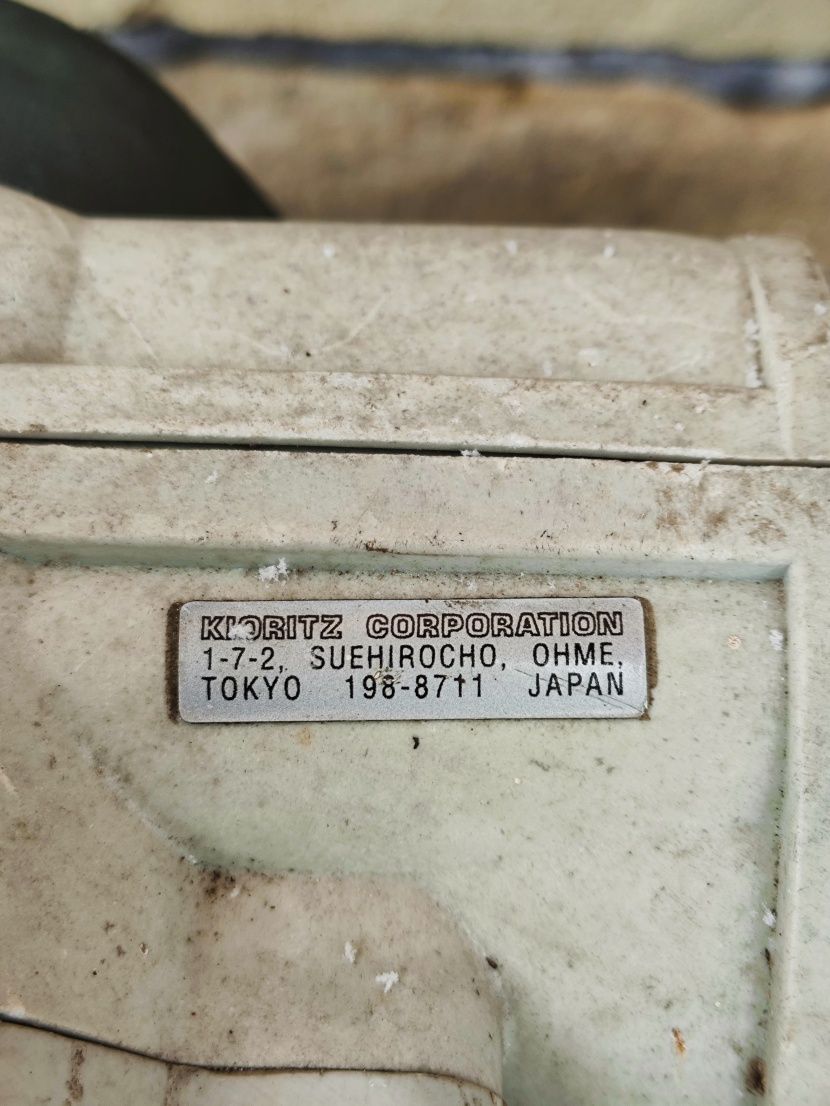 KIORITZ CORPORATION
1-7-2, SUEHIROCHO, OHME,
TOKYO 198-8711 JAPAN